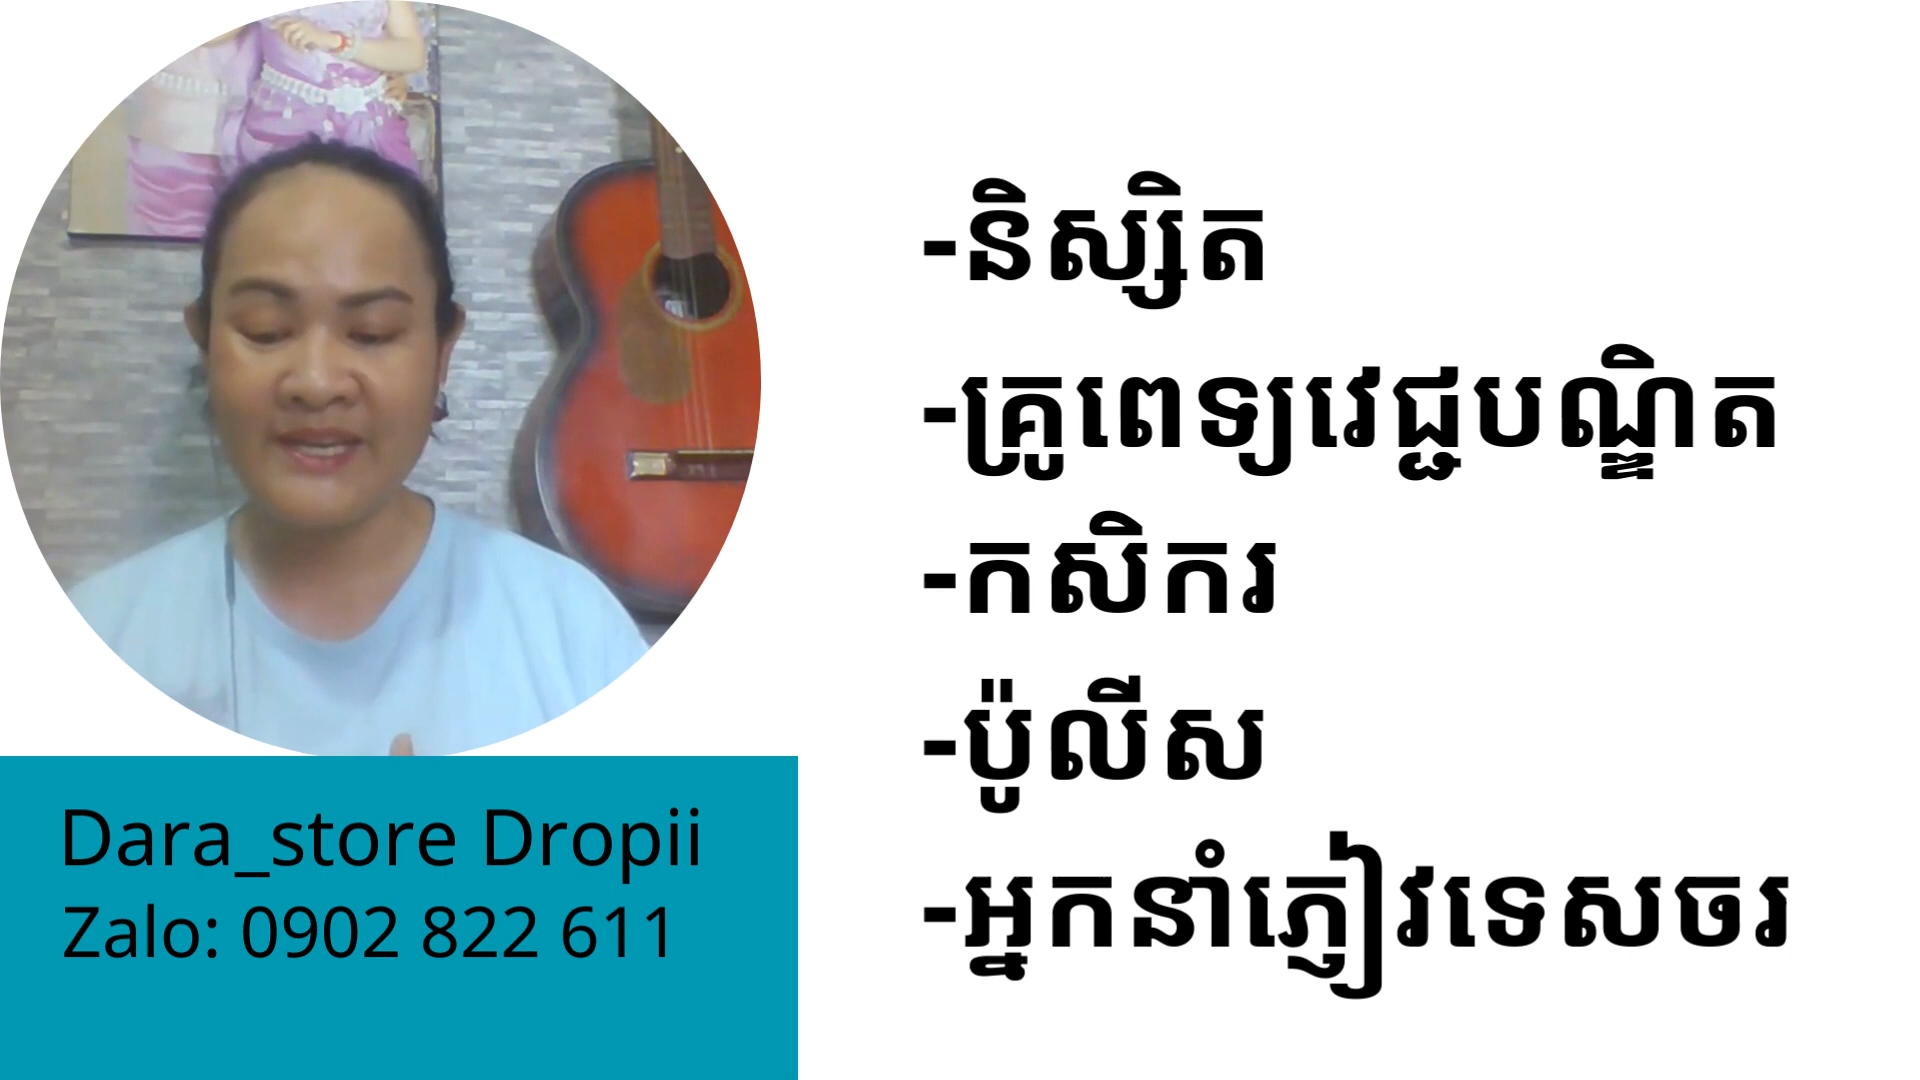 -និស្សិត
-គ្រូពេទ្យវេជ្ជបណ្ឌិត
-កសិករ
-ប៉ូលីស
-អ្នកនាំភ្ញៀវទេសចរ
Dara_store Dropii
Zalo: 0902 822 611